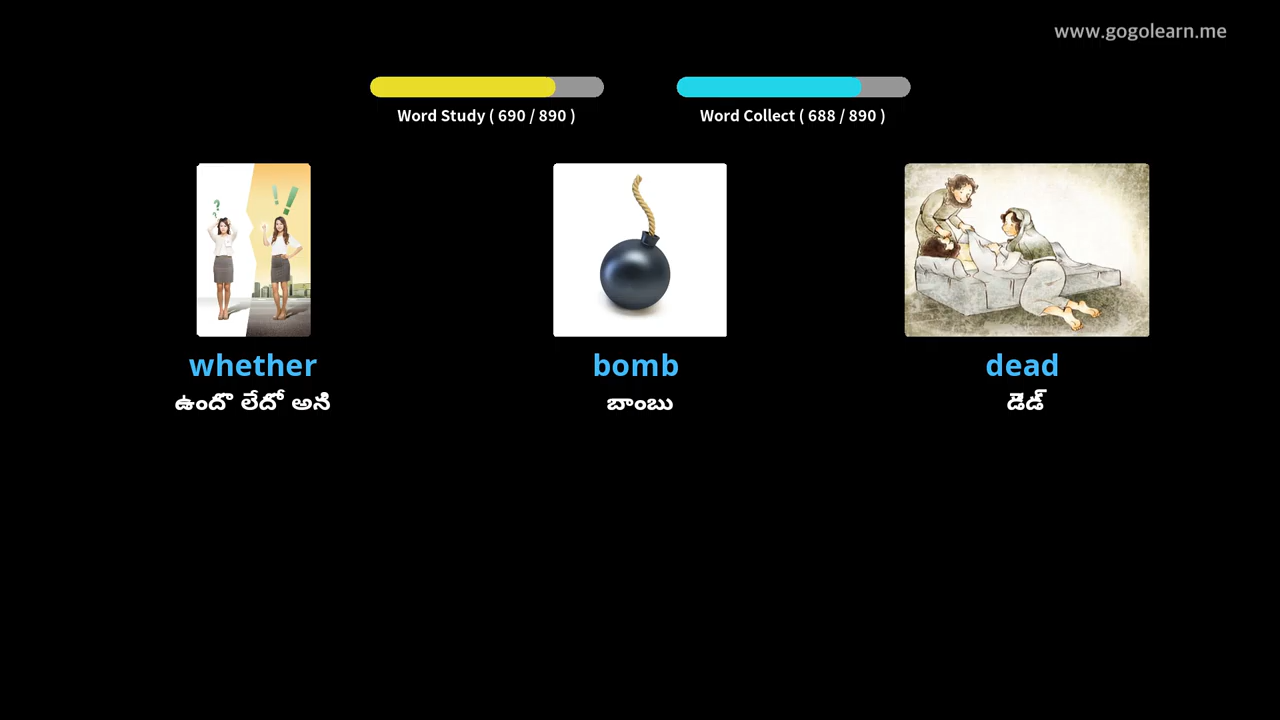 www.gogolearn.me
Word Study ( 690 / 890 )
Word Collect ( 688 / 890 )
whether
bomb
dead
ఉందొ లేదో అని
బాంబు
డెడ్